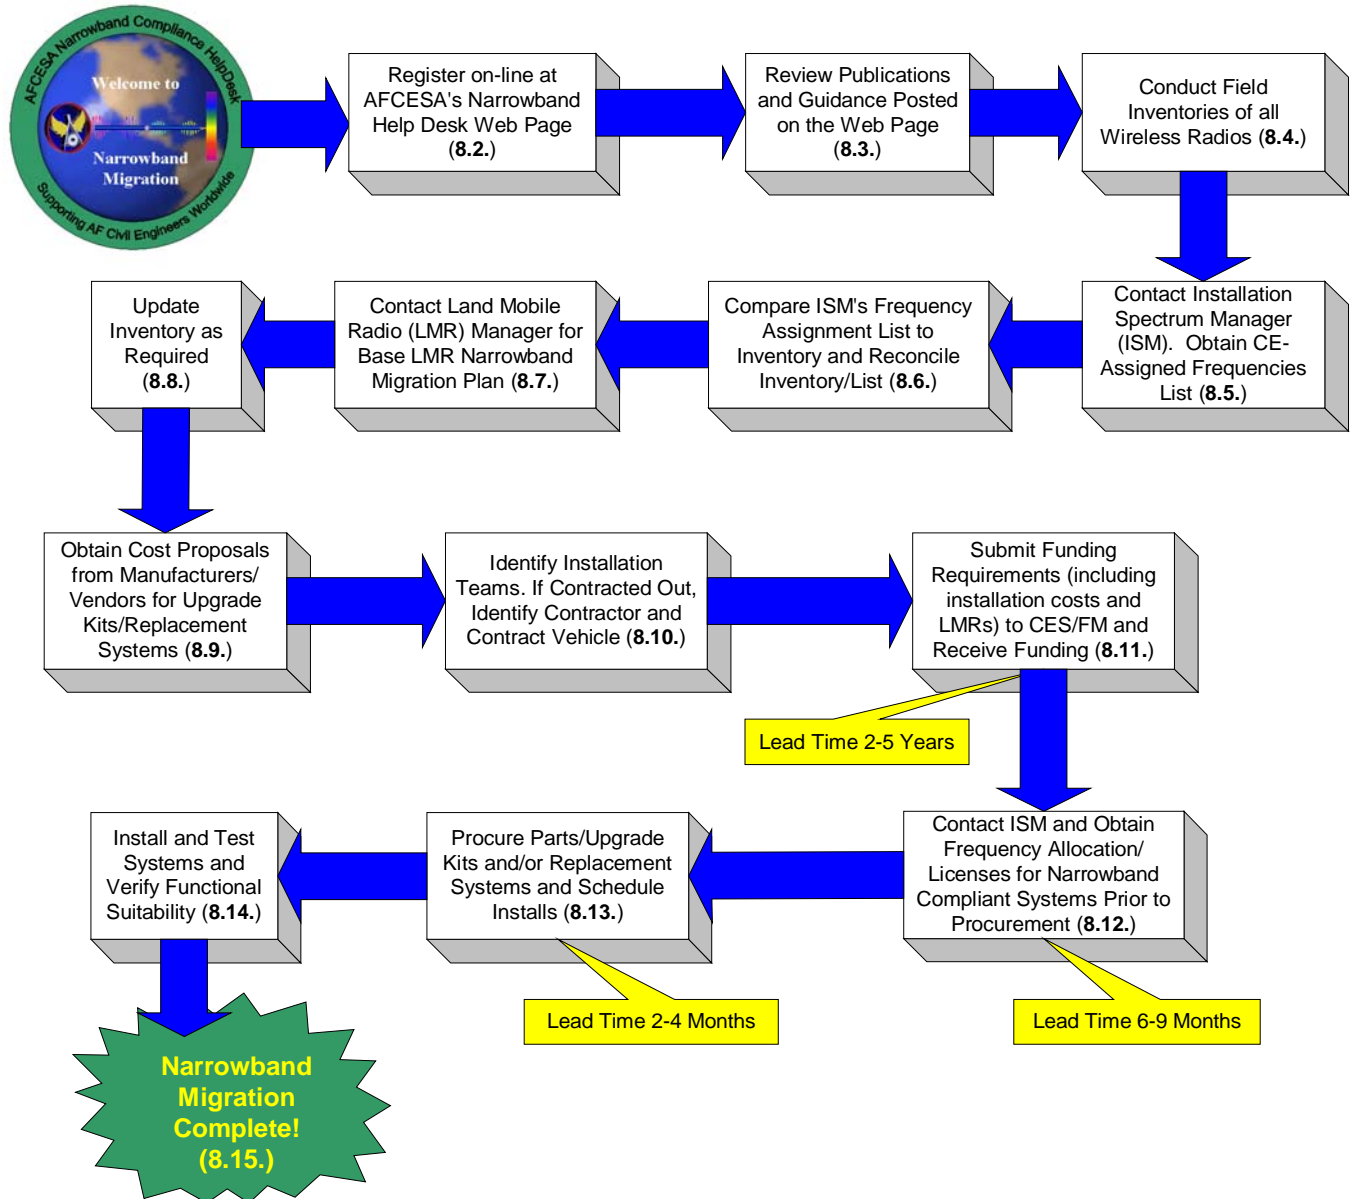 AFCESA Narrowband Compliance HelpDesk
Welcome to
Narrowband
Migration
Supporting AF Civil Engineers Worldwide
Register on-line at
AFCESA's Narrowband
Help Desk Web Page
(8.2.)
Review Publications
and Guidance Posted
on the Web Page
(8.3.)
Conduct Field
Inventories of all
Wireless Radios (8.4.)
Contact Installation
Spectrum Manager
(ISM).  Obtain CE-
Assigned Frequencies
List (8.5.)
Compare ISM's Frequency
Assignment List to
Inventory and Reconcile
Inventory/List (8.6.)
Contact Land Mobile
Radio (LMR) Manager for
Base LMR Narrowband
Migration Plan (8.7.)
Update
Inventory as
Required
(8.8.)
Obtain Cost Proposals
from Manufacturers/
Vendors for Upgrade
Kits/Replacement
Systems (8.9.)
Identify Installation
Teams. If Contracted Out,
Identify Contractor and
Contract Vehicle (8.10.)
Submit Funding
Requirements (including
installation costs and
LMRs) to CES/FM and
Receive Funding (8.11.)
Lead Time 2-5 Years
Contact ISM and Obtain
Frequency Allocation/
Licenses for Narrowband
Compliant Systems Prior to
Procurement (8.12.)
Lead Time 6-9 Months
Procure Parts/Upgrade
Kits and/or Replacement
Systems and Schedule
Installs (8.13.)
Lead Time 2-4 Months
Install and Test
Systems and
Verify Functional
Suitability (8.14.)
Narrowband
Migration
Complete!
(8.15.)